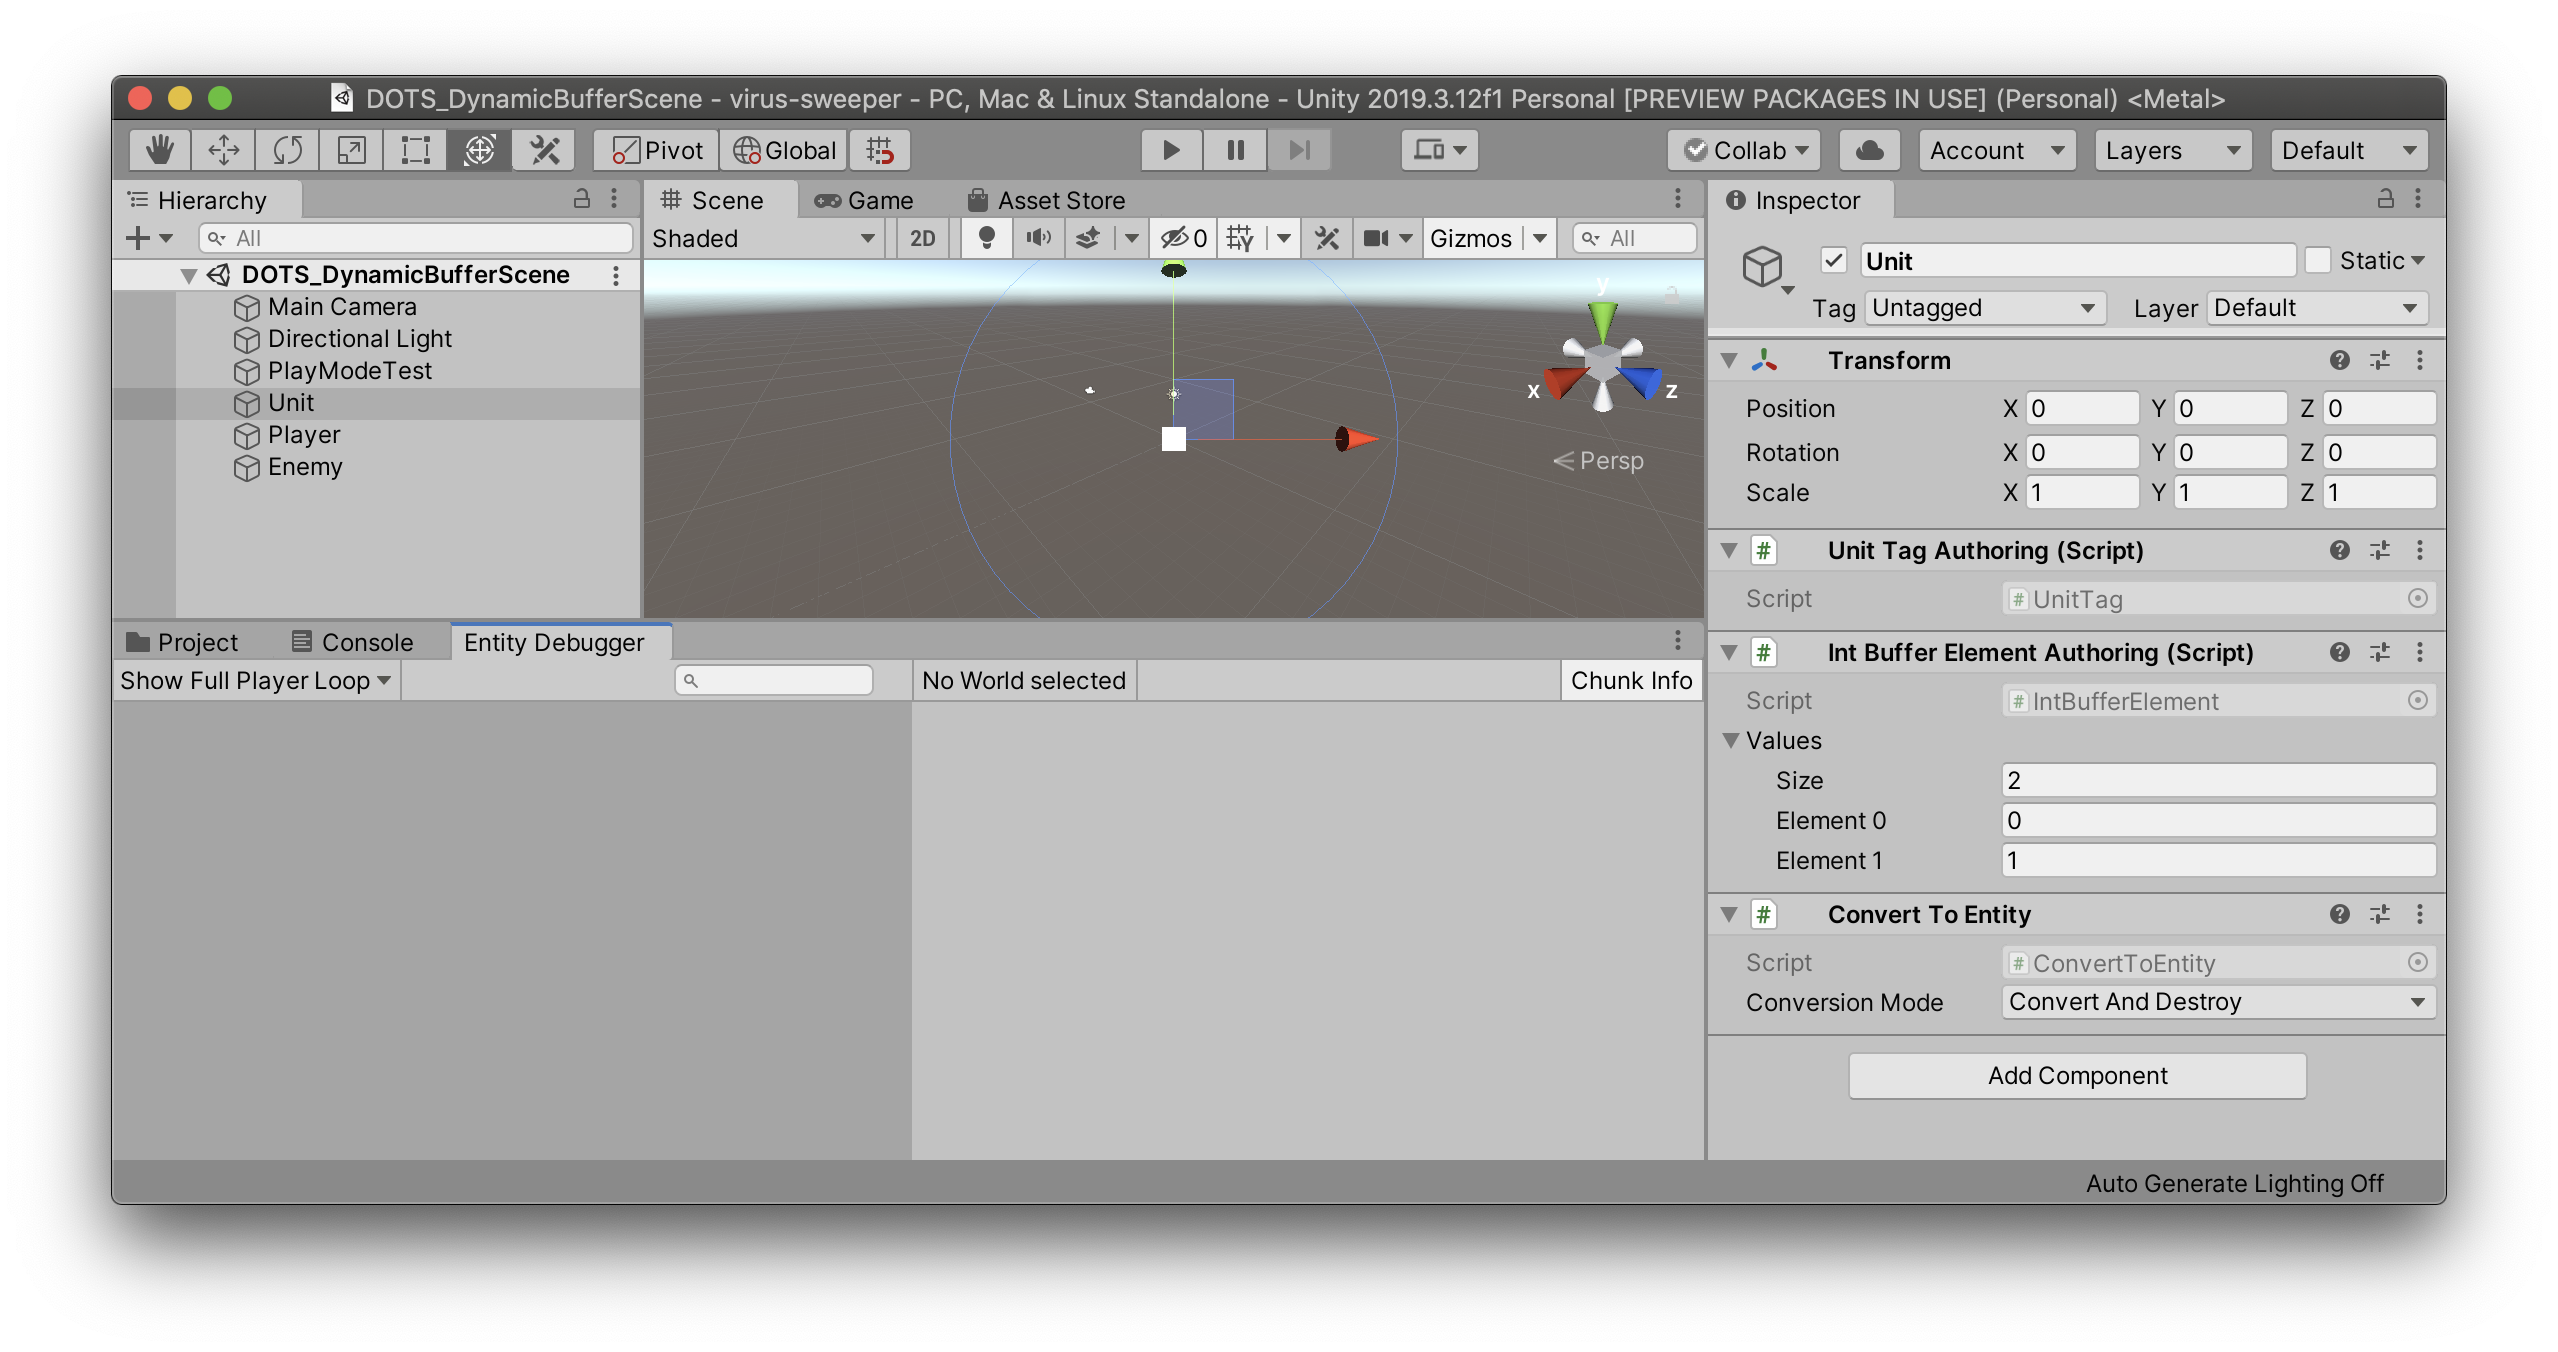 DOTS_DynamicBufferScene - virus-sweeper - PC, Mac & Linux Standalone - Unity 2019.3.12f1 Personal [PREVIEW PACKAGES IN USE] (Personal) <Metal>
Pivot Global Collab Account Layers Default
Hierarchy
All
DOTS_DynamicBufferScene
Main Camera
Directional Light
PlayModeTest
Unit
Player
Enemy
Scene Game Asset Store
Shaded 2D 0 Gizmos All
y
x z
Persp
Project Console Entity Debugger
Show Full Player Loop No World selected Chunk Info
Inspector
Unit Static
Tag Untagged Layer Default
Transform
Position X 0 Y 0 Z 0
Rotation X 0 Y 0 Z 0
Scale X 1 Y 1 Z 1
# Unit Tag Authoring (Script)
Script # UnitTag
# Int Buffer Element Authoring (Script)
Script # IntBufferElement
Values
Size 2
Element 0 0
Element 1 1
# Convert To Entity
Script # ConvertToEntity
Conversion Mode Convert And Destroy
Add Component
Auto Generate Lighting Off